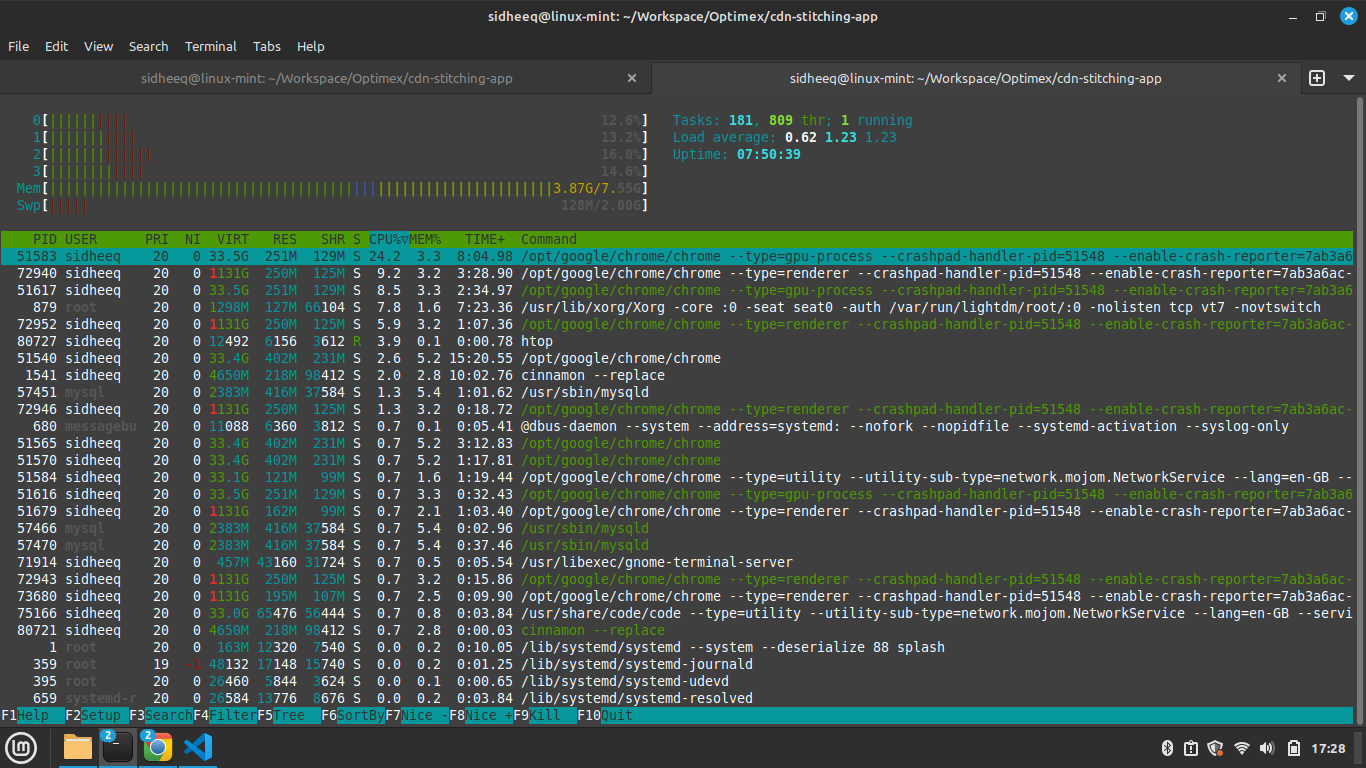 sidheeq@linux-mint: ~/Workspace/Optimex/cdn-stitching-app
File Edit View Search Terminal Tabs Help
sidheeq@linux-mint: ~/Workspace/Optimex/cdn-stitching-app × sidheeq@linux-mint: ~/Workspace/Optimex/cdn-stitching-app ×
0[||||||||||| 12.6%] Tasks: 181, 809 thr; 1 running
1[||||||||||| 13.2%] Load average: 0.62 1.23 1.23
2[||||||||||||| 16.0%] Uptime: 07:50:39
3[|||||||||||| 14.6%]
Mem[|||||||||||||||||||||||||||||||||||||||||||||||||||||||||||||||3.87G/7.55G]
Swp[||||| 128M/2.00G]
PID USER PRI NI VIRT RES SHR S CPU%▽MEM% TIME+ Command
51583 sidheeq 20 0 33.5G 251M 129M S 24.2 3.3 8:04.98 /opt/google/chrome/chrome --type=gpu-process --crashpad-handler-pid=51548 --enable-crash-reporter=7ab3a6
72940 sidheeq 20 0 1131G 250M 125M S 9.2 3.2 3:28.90 /opt/google/chrome/chrome --type=renderer --crashpad-handler-pid=51548 --enable-crash-reporter=7ab3a6ac-
51617 sidheeq 20 0 33.5G 251M 129M S 8.5 3.3 2:34.97 /opt/google/chrome/chrome --type=gpu-process --crashpad-handler-pid=51548 --enable-crash-reporter=7ab3a6
879 root 20 0 1298M 127M 66104 S 7.8 1.6 7:23.36 /usr/lib/xorg/Xorg -core :0 -seat seat0 -auth /var/run/lightdm/root/:0 -nolisten tcp vt7 -novtswitch
72952 sidheeq 20 0 1131G 250M 125M S 5.9 3.2 1:07.36 /opt/google/chrome/chrome --type=renderer --crashpad-handler-pid=51548 --enable-crash-reporter=7ab3a6ac-
80727 sidheeq 20 0 12492 6156 3612 R 3.9 0.1 0:00.78 htop
51540 sidheeq 20 0 33.4G 402M 231M S 2.6 5.2 15:20.55 /opt/google/chrome/chrome
1541 sidheeq 20 0 4650M 218M 98412 S 2.0 2.8 10:02.76 cinnamon --replace
57451 mysql 20 0 2383M 416M 37584 S 1.3 5.4 1:01.62 /usr/sbin/mysqld
72946 sidheeq 20 0 1131G 250M 125M S 1.3 3.2 0:18.72 /opt/google/chrome/chrome --type=renderer --crashpad-handler-pid=51548 --enable-crash-reporter=7ab3a6ac-
680 messagebu 20 0 11088 6360 3812 S 0.7 0.1 0:05.41 @dbus-daemon --system --address=systemd: --nofork --nopidfile --systemd-activation --syslog-only
51565 sidheeq 20 0 33.4G 402M 231M S 0.7 5.2 3:12.83 /opt/google/chrome/chrome
51570 sidheeq 20 0 33.4G 402M 231M S 0.7 5.2 1:17.81 /opt/google/chrome/chrome
51584 sidheeq 20 0 33.1G 121M 99M S 0.7 1.6 1:19.44 /opt/google/chrome/chrome --type=utility --utility-sub-type=network.mojom.NetworkService --lang=en-GB --
51616 sidheeq 20 0 33.5G 251M 129M S 0.7 3.3 0:32.43 /opt/google/chrome/chrome --type=gpu-process --crashpad-handler-pid=51548 --enable-crash-reporter=7ab3a6
51679 sidheeq 20 0 1131G 162M 99M S 0.7 2.1 1:03.40 /opt/google/chrome/chrome --type=renderer --crashpad-handler-pid=51548 --enable-crash-reporter=7ab3a6ac-
57466 mysql 20 0 2383M 416M 37584 S 0.7 5.4 0:02.96 /usr/sbin/mysqld
57470 mysql 20 0 2383M 416M 37584 S 0.7 5.4 0:37.46 /usr/sbin/mysqld
71914 sidheeq 20 0 457M 43160 31724 S 0.7 0.5 0:05.54 /usr/libexec/gnome-terminal-server
72943 sidheeq 20 0 1131G 250M 125M S 0.7 3.2 0:15.86 /opt/google/chrome/chrome --type=renderer --crashpad-handler-pid=51548 --enable-crash-reporter=7ab3a6ac-
73680 sidheeq 20 0 1131G 195M 107M S 0.7 2.5 0:09.90 /opt/google/chrome/chrome --type=renderer --crashpad-handler-pid=51548 --enable-crash-reporter=7ab3a6ac-
75166 sidheeq 20 0 33.0G 65476 56444 S 0.7 0.8 0:03.84 /usr/share/code/code --type=utility --utility-sub-type=network.mojom.NetworkService --lang=en-GB --servi
80721 sidheeq 20 0 4650M 218M 98412 S 0.7 2.8 0:00.03 cinnamon --replace
1 root 20 0 163M 12320 7540 S 0.0 0.2 0:10.05 /lib/systemd/systemd --system --deserialize 88 splash
359 root 19 -1 48132 17148 15740 S 0.0 0.2 0:01.25 /lib/systemd/systemd-journald
395 root 20 0 26460 5844 3624 S 0.0 0.1 0:00.65 /lib/systemd/systemd-udevd
659 systemd-r 20 0 26584 13776 8676 S 0.0 0.2 0:03.84 /lib/systemd/systemd-resolved
F1Help F2Setup F3SearchF4FilterF5Tree F6SortByF7Nice -F8Nice +F9Kill F10Quit
2 2 17:28